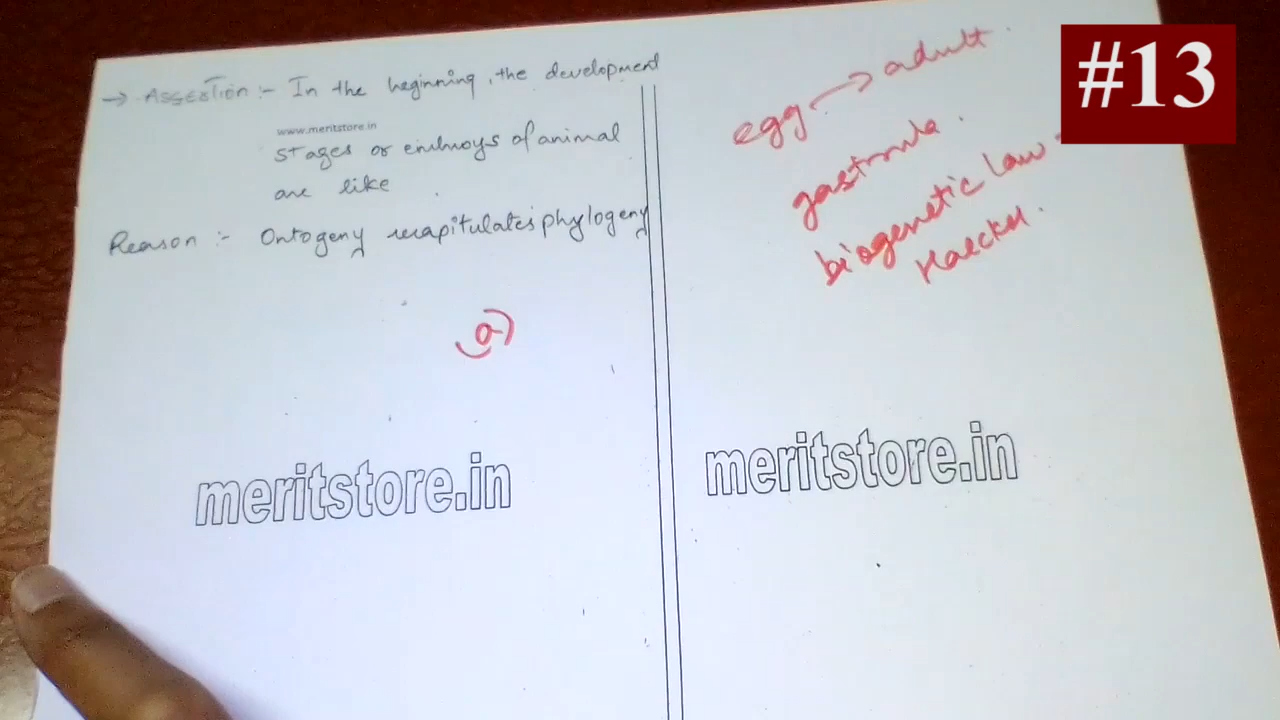 #13
→ Assertion :- In the beginning, the development
www.meritstore.in
stages or embroys of animal
are like
Reason :- Ontogeny recapitulates phylogeny
a)
egg → adult
gastrula.
biogenetic law
Haeckel.
meritstore.in
meritstore.in